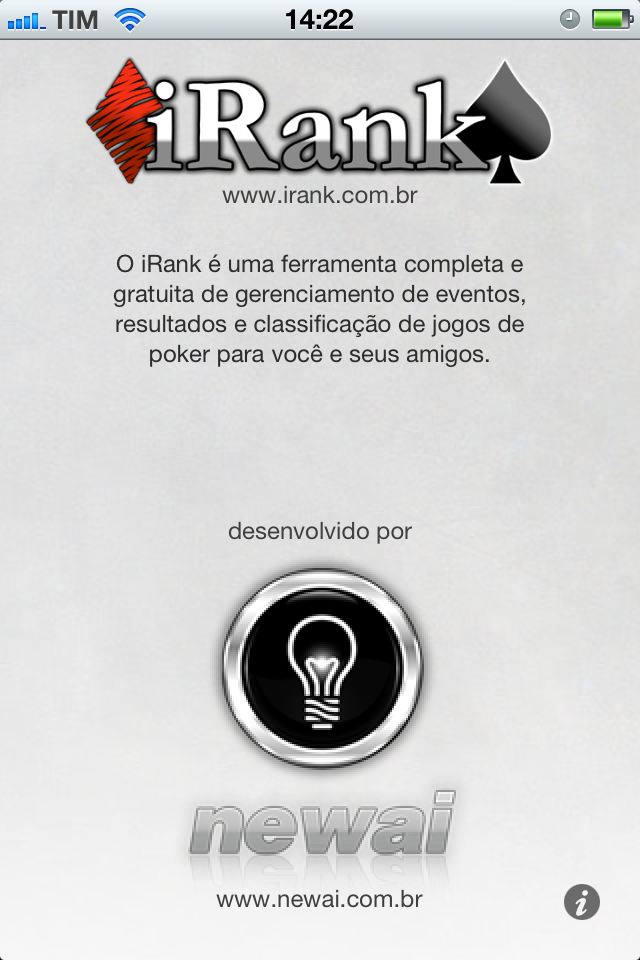 TIM 14:22
iRank
www.irank.com.br
O iRank é uma ferramenta completa e
gratuita de gerenciamento de eventos,
resultados e classificação de jogos de
poker para você e seus amigos.
desenvolvido por
newai
www.newai.com.br
i